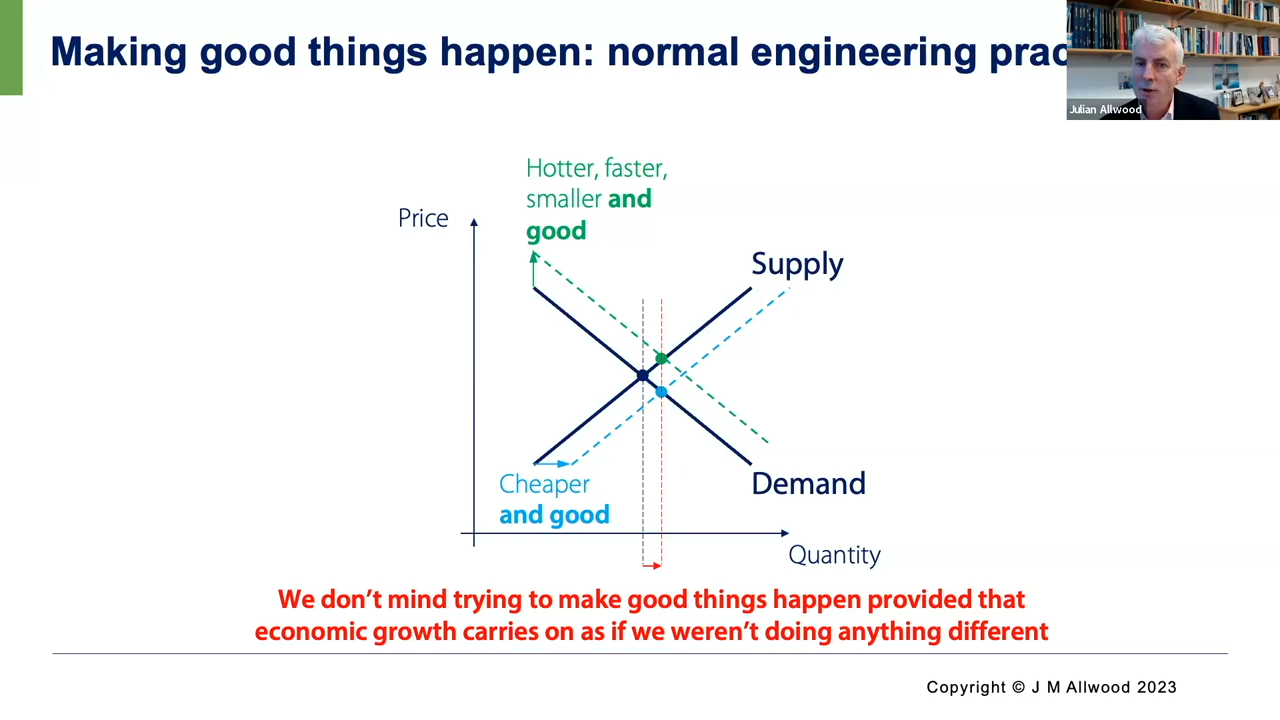 Making good things happen: normal engineering prac
Julian Allwood
Hotter, faster,
smaller and
good
Price
Supply
Cheaper
and good
Demand
Quantity
We don't mind trying to make good things happen provided that
economic growth carries on as if we weren't doing anything different
Copyright © J M Allwood 2023